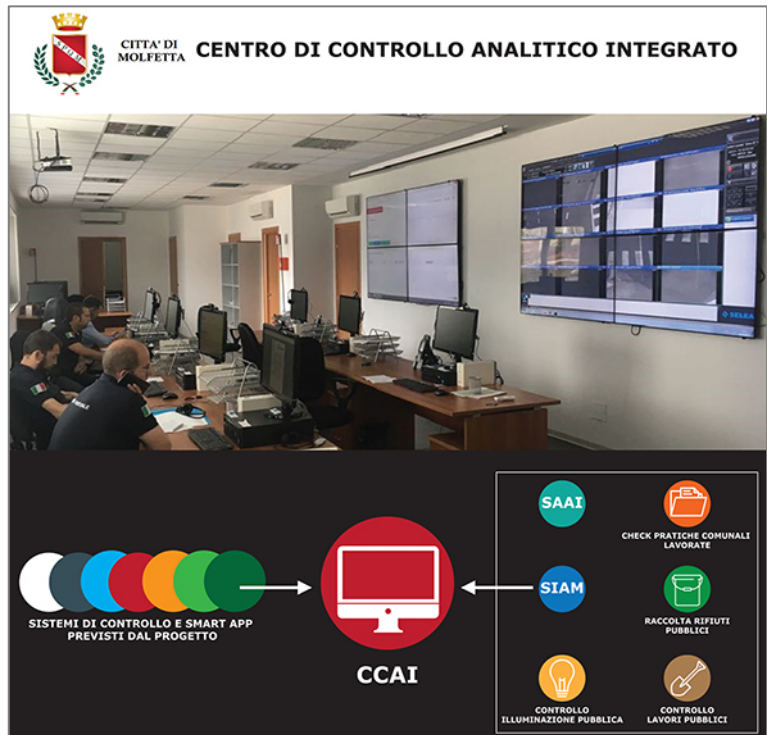 CITTA' DI
MOLFETTA
CENTRO DI CONTROLLO ANALITICO INTEGRATO
SELEA
SAAI
CHECK PRATICHE COMUNALI
LAVORATE
SIAM
RACCOLTA RIFIUTI
PUBBLICI
SISTEMI DI CONTROLLO E SMART APP
PREVISTI DAL PROGETTO
CCAI
CONTROLLO
ILLUMINAZIONE PUBBLICA
CONTROLLO
LAVORI PUBBLICI